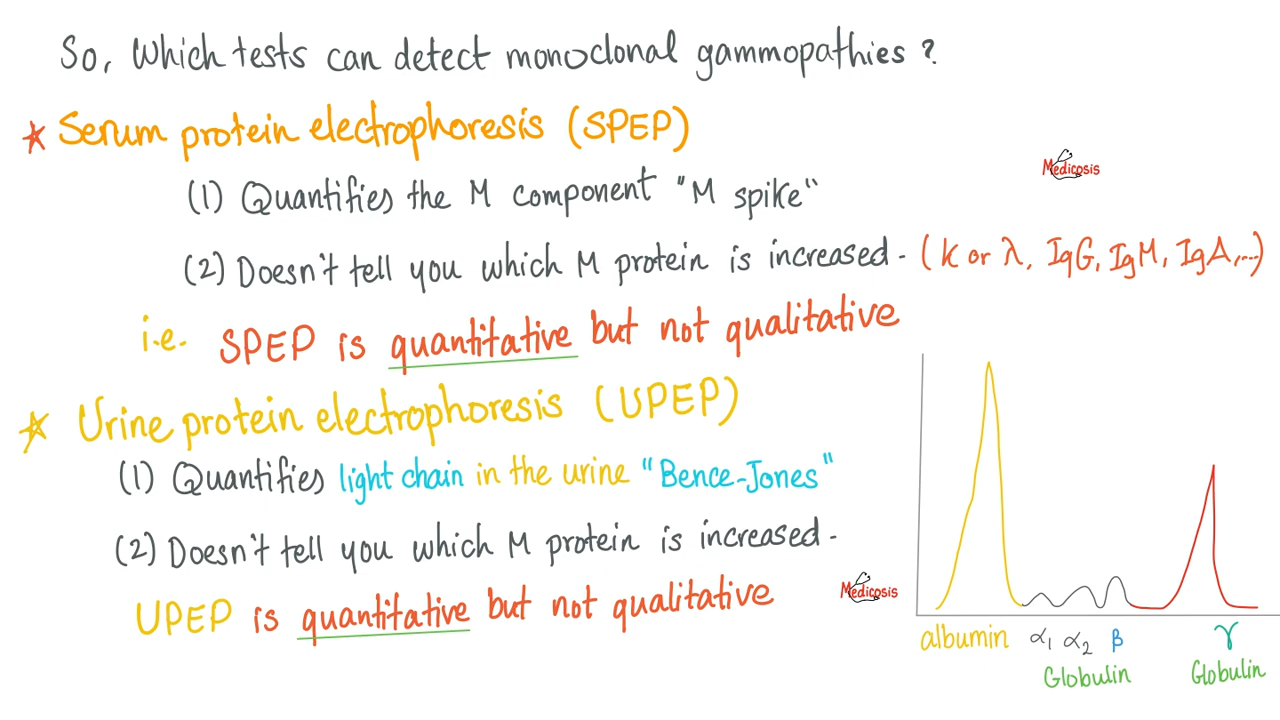 So, Which tests can detect monoclonal gammopathies ?
* Serum protein electrophoresis (SPEP)
Medicosis
(1) Quantifies the M component "M spike"
(2) Doesn't tell you which M protein is increased. (K or λ, IgG, IgM, IgA,...)
i.e. SPEP is quantitative but not qualitative
* Urine protein electrophoresis (UPEP)
(1) Quantifies light chain in the urine "Bence-Jones"
(2) Doesn't tell you which M protein is increased.
Medicosis
UPEP is quantitative but not qualitative
albumin α1 α2 β γ
Globulin Globulin